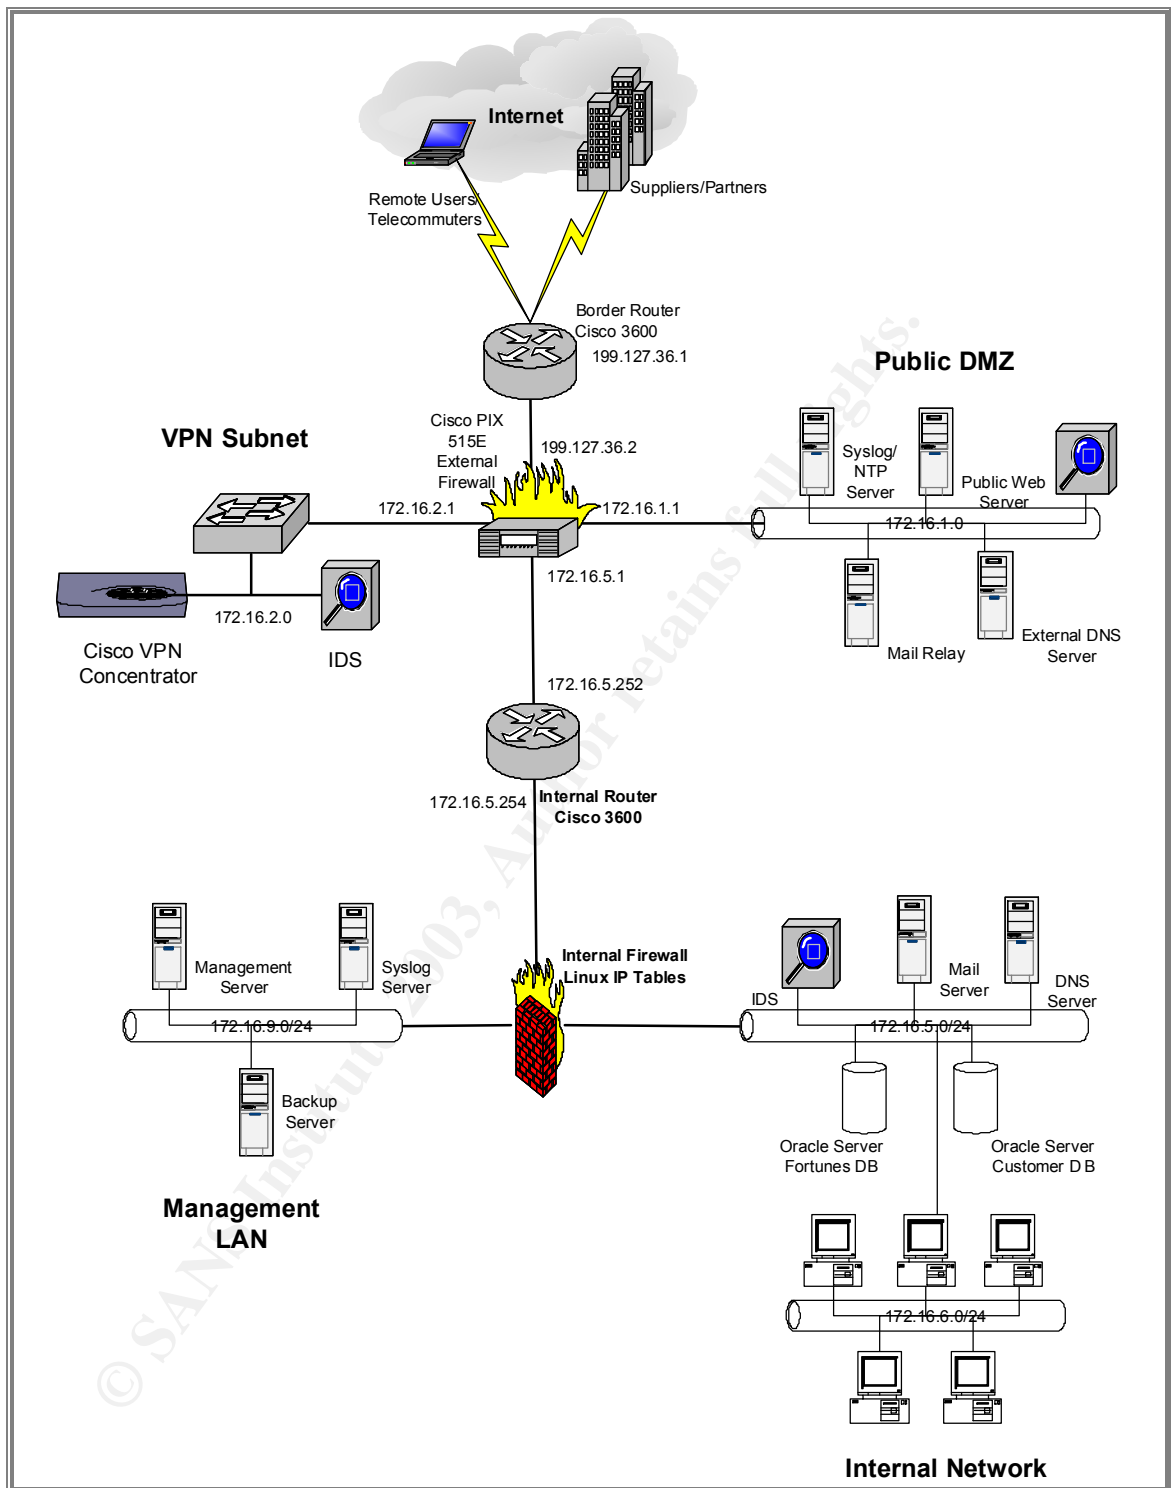 Internet
Remote Users/
Telecommuters
Suppliers/Partners
Border Router
Cisco 3600
199.127.36.1
Public DMZ
VPN Subnet
Cisco PIX
515E
External
Firewall
199.127.36.2
172.16.2.1
172.16.1.1
Syslog/
NTP
Server
Public Web
Server
172.16.1.0
172.16.5.1
172.16.2.0
Cisco VPN
Concentrator
IDS
Mail Relay
External DNS
Server
172.16.5.252
172.16.5.254
Internal Router
Cisco 3600
Management
Server
Syslog
Server
Internal Firewall
Linux IP Tables
IDS
Mail
Server
DNS
Server
172.16.9.0/24
172.16.5.0/24
Backup
Server
Oracle Server
Fortunes DB
Oracle Server
Customer DB
Management
LAN
172.16.6.0/24
Internal Network
© SANS Institute 2003, Author retains full rights.